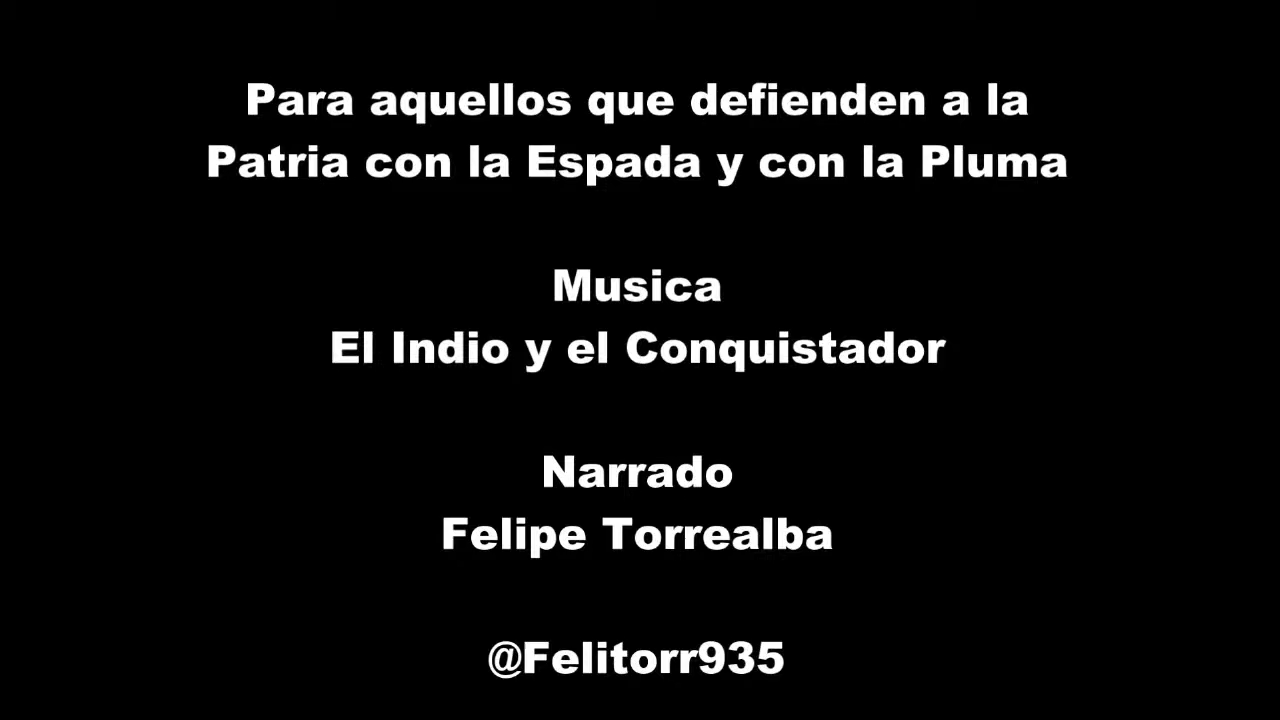 Para aquellos que defienden a la
Patria con la Espada y con la Pluma
Musica
El Indio y el Conquistador
Narrado
Felipe Torrealba
@Felitorr935